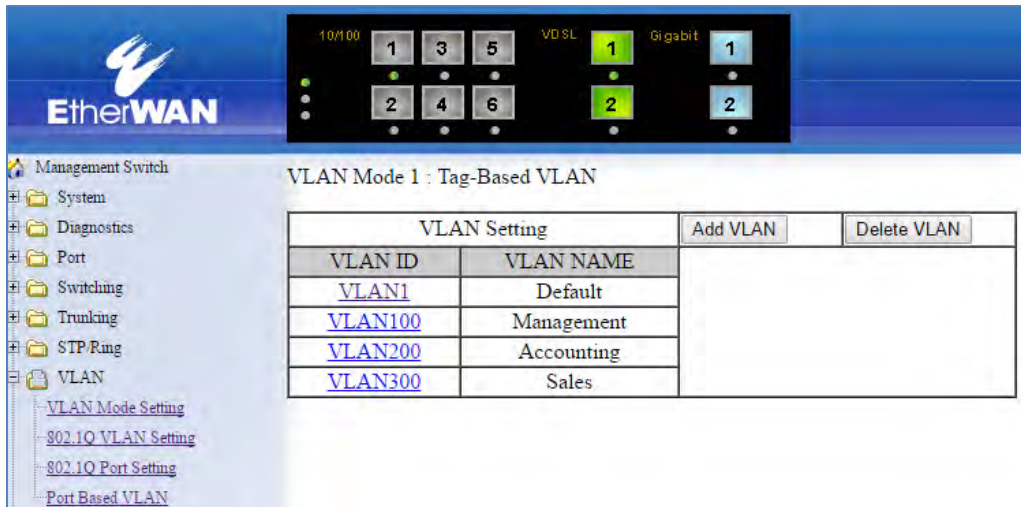 EtherWAN
10/100 1 3 5 VDSL 1 Gigabit 1
2 4 6 2 2
Management Switch
System
Diagnostics
Port
Switching
Trunking
STP/Ring
VLAN
VLAN Mode Setting
802.1Q VLAN Setting
802.1Q Port Setting
Port Based VLAN
VLAN Mode 1 : Tag-Based VLAN
VLAN Setting Add VLAN Delete VLAN
VLAN ID VLAN NAME
VLAN1 Default
VLAN100 Management
VLAN200 Accounting
VLAN300 Sales